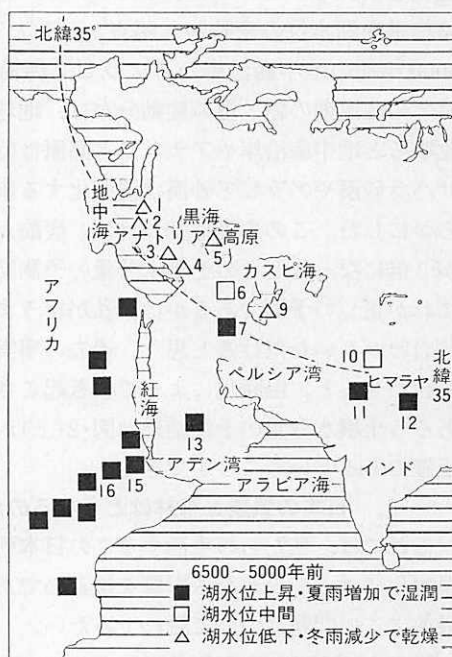 北緯35°
地中海
アフリカ
1
2
黒海
アナトリア高原
3
4
5
カスピ海
6
7
9
ペルシア湾
10
ヒマラヤ
北緯35°
11
12
紅海
13
アデン湾
インド
アラビア海
15
16
6500~5000年前
■ 湖水位上昇・夏雨増加で湿潤
□ 湖水位中間
△ 湖水位低下・冬雨減少で乾燥